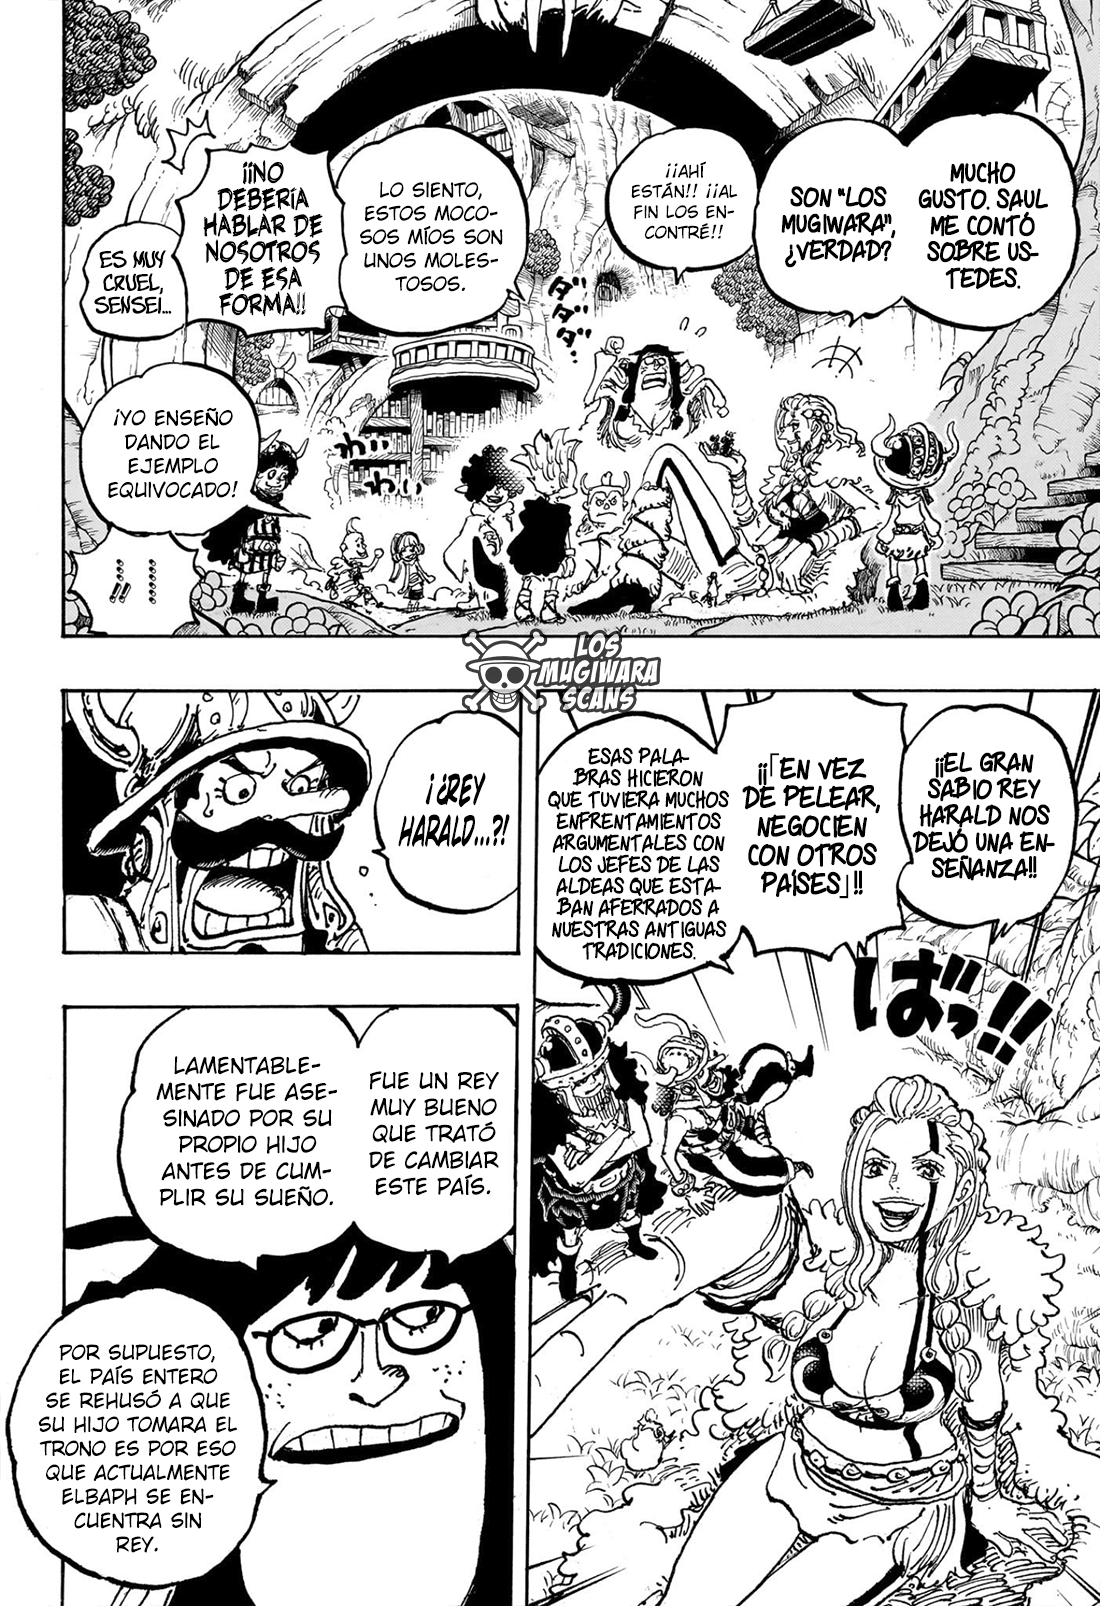 MUCHO
GUSTO. SAUL
ME CONTÓ
SOBRE US-
TEDES.
SON "LOS
MUGIWARA",
¿VERDAD?
¡¡AHÍ
ESTÁN!! ¡¡AL
FIN LOS EN-
CONTRÉ!!
LO SIENTO,
ESTOS MOCO-
SOS MÍOS SON
UNOS MOLES-
TOSOS.
¡¡NO
DEBERÍA
HABLAR DE
NOSOTROS
DE ESA
FORMA!!
ES MUY
CRUEL,
SENSEI...
¡YO ENSEÑO
DANDO EL
EJEMPLO
EQUIVOCADO!
ダダダ
わい
わい
LOS
MUGIWARA
SCANS
¡¡EL GRAN
SABIO REY
HARALD NOS
DEJÓ UNA EN-
SEÑANZA!!
¡¡「EN VEZ
DE PELEAR,
NEGOCIEN
CON OTROS
PAÍSES」!!
ESAS PALA-
BRAS HICIERON
QUE TUVIERA MUCHOS
ENFRENTAMIENTOS
ARGUMENTALES CON
LOS JEFES DE LAS
ALDEAS QUE ESTA-
BAN AFERRADOS A
NUESTRAS ANTIGUAS
TRADICIONES.
ばっ!!
¡¿REY
HARALD...?!
FUE UN REY
MUY BUENO
QUE TRATÓ
DE CAMBIAR
ESTE PAÍS.
LAMENTABLE-
MENTE FUE ASE-
SINADO POR SU
PROPIO HIJO
ANTES DE CUM-
PLIR SU SUEÑO.
POR SUPUESTO,
EL PAÍS ENTERO
SE REHUSÓ A QUE
SU HIJO TOMARA EL
TRONO ES POR ESO
QUE ACTUALMENTE
ELBAPH SE EN-
CUENTRA SIN
REY.